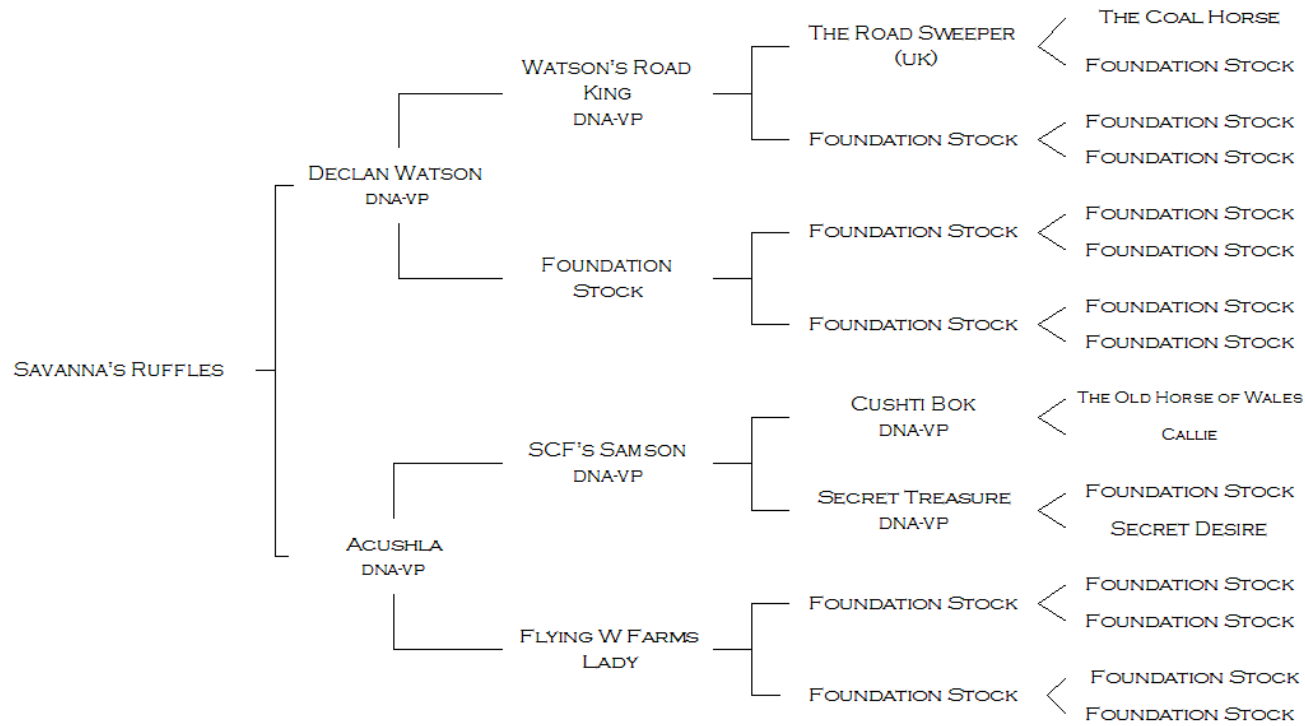 The Coal Horse
The Road Sweeper
(UK)
Foundation Stock
Watson's Road
King
DNA-VP
Foundation Stock
Foundation Stock
Foundation Stock
Declan Watson
DNA-VP
Foundation Stock
Foundation Stock
Foundation Stock
Foundation
Stock
Foundation Stock
Foundation Stock
Foundation Stock
Savanna's Ruffles
Cushti Bok
DNA-VP
The Old Horse of Wales
Callie
SCF's Samson
DNA-VP
Secret Treasure
DNA-VP
Foundation Stock
Secret Desire
Acushla
DNA-VP
Foundation Stock
Foundation Stock
Foundation Stock
Flying W Farms
Lady
Foundation Stock
Foundation Stock
Foundation Stock